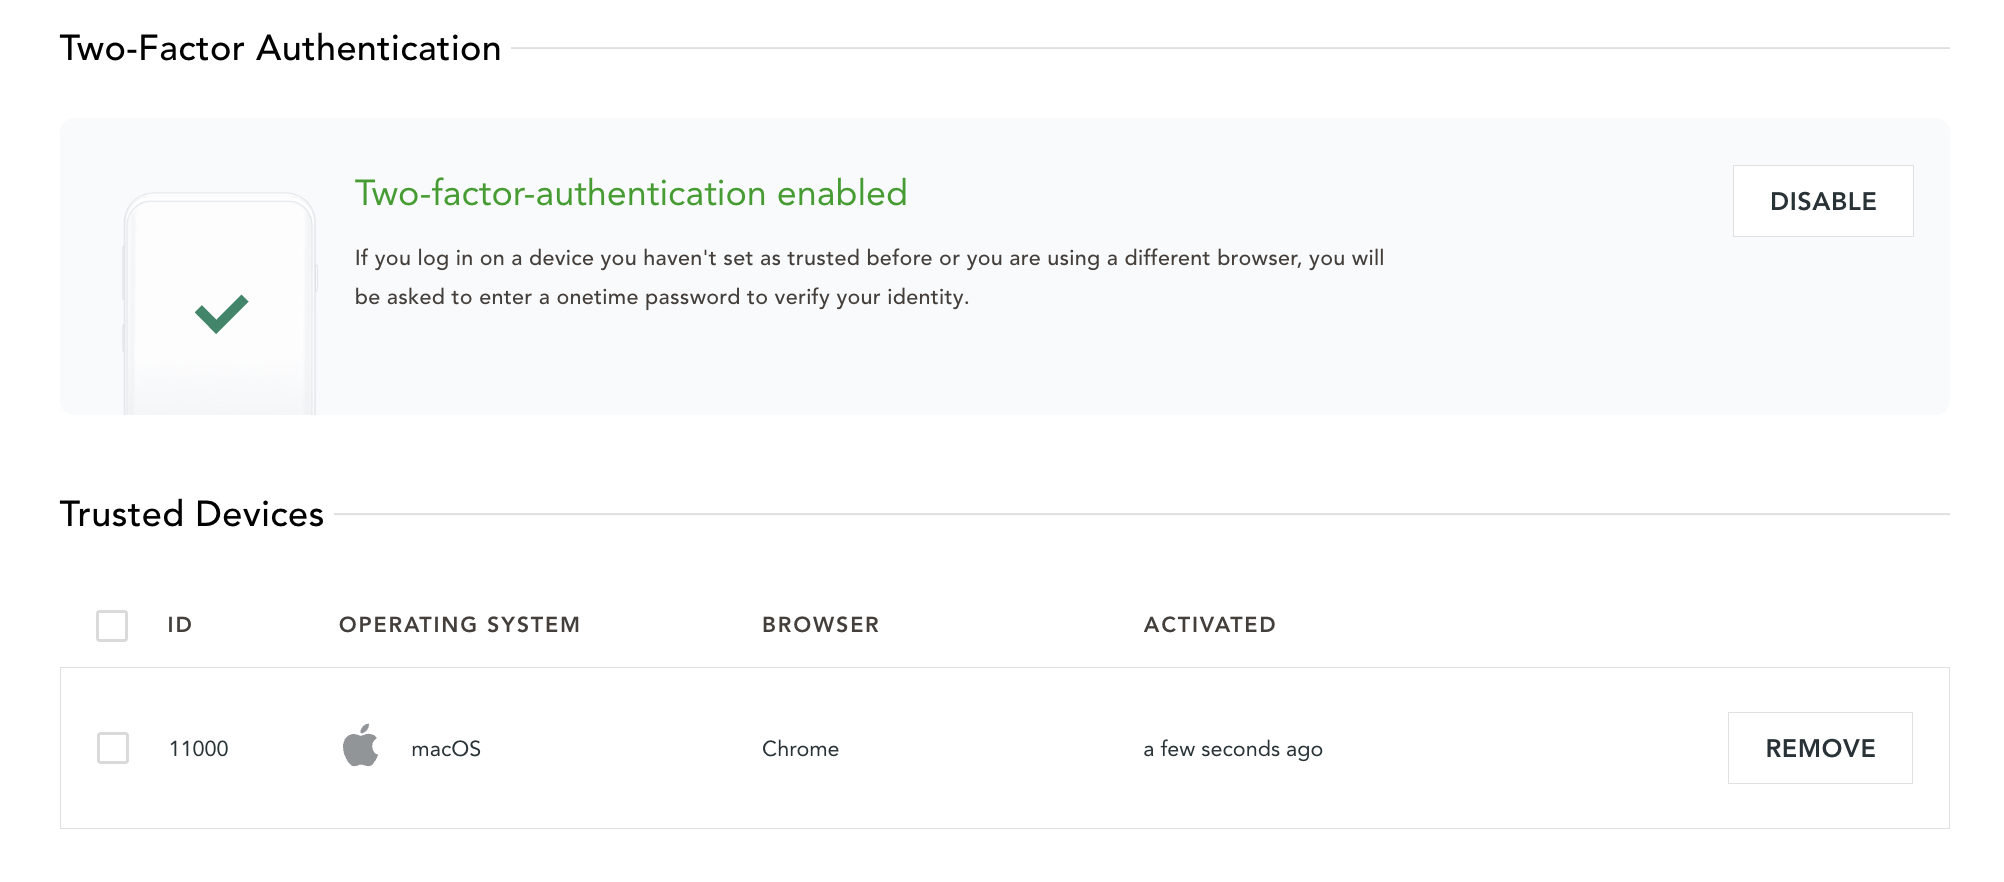 Two-Factor Authentication
Two-factor-authentication enabled
DISABLE
If you log in on a device you haven't set as trusted before or you are using a different browser, you will
be asked to enter a onetime password to verify your identity.
Trusted Devices
ID OPERATING SYSTEM BROWSER ACTIVATED
11000 macOS Chrome a few seconds ago REMOVE